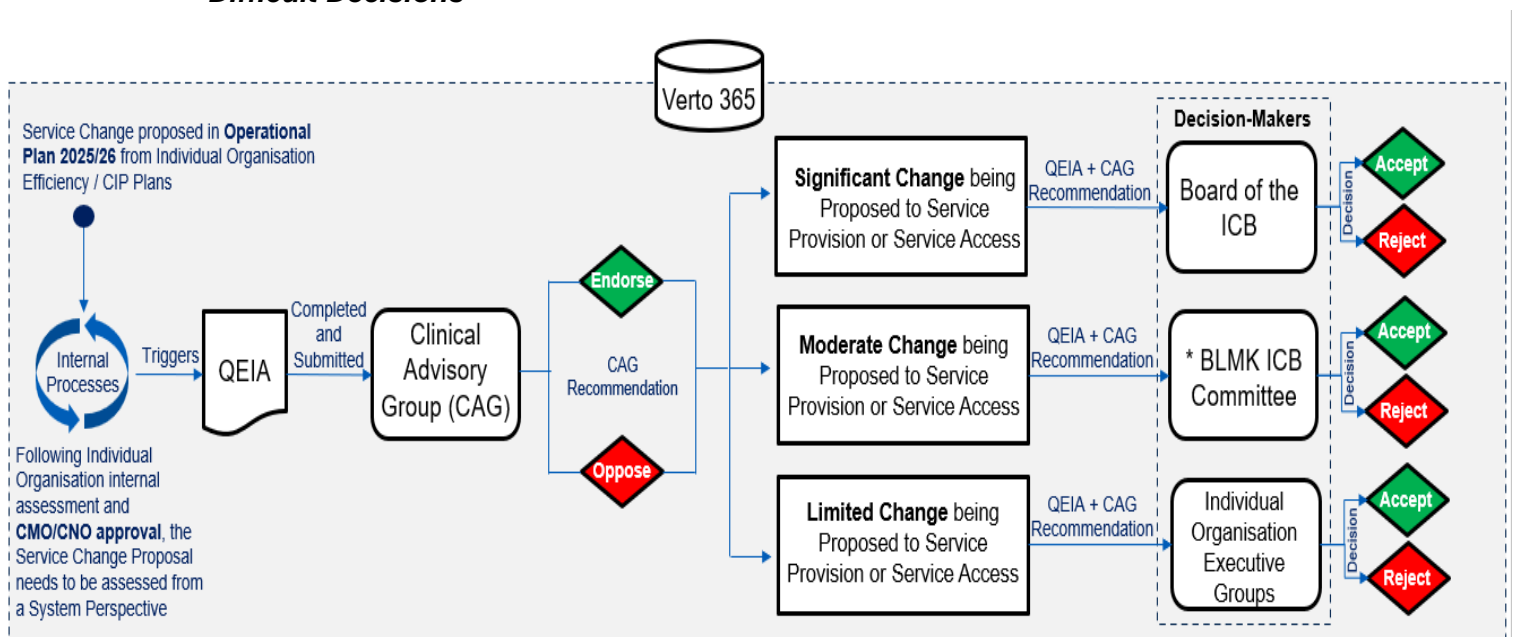 Difficult Decisions
Verto 365
Service Change proposed in Operational
Plan 2025/26 from Individual Organisation
Efficiency / CIP Plans
Internal
Processes
Triggers
QEIA
Completed
and
Submitted
Clinical
Advisory
Group (CAG)
Following Individual
Organisation internal
assessment and
CMO/CNO approval, the
Service Change Proposal
needs to be assessed from
a System Perspective
Endorse
CAG
Recommendation
Oppose
Significant Change being
Proposed to Service
Provision or Service Access
QEIA + CAG
Recommendation
Moderate Change being
Proposed to Service
Provision or Service Access
QEIA + CAG
Recommendation
Limited Change being
Proposed to Service
Provision or Service Access
QEIA + CAG
Recommendation
Decision-Makers
Board of the
ICB
Decision
Accept
Reject
* BLMK ICB
Committee
Decision
Accept
Reject
Individual
Organisation
Executive
Groups
Decision
Accept
Reject